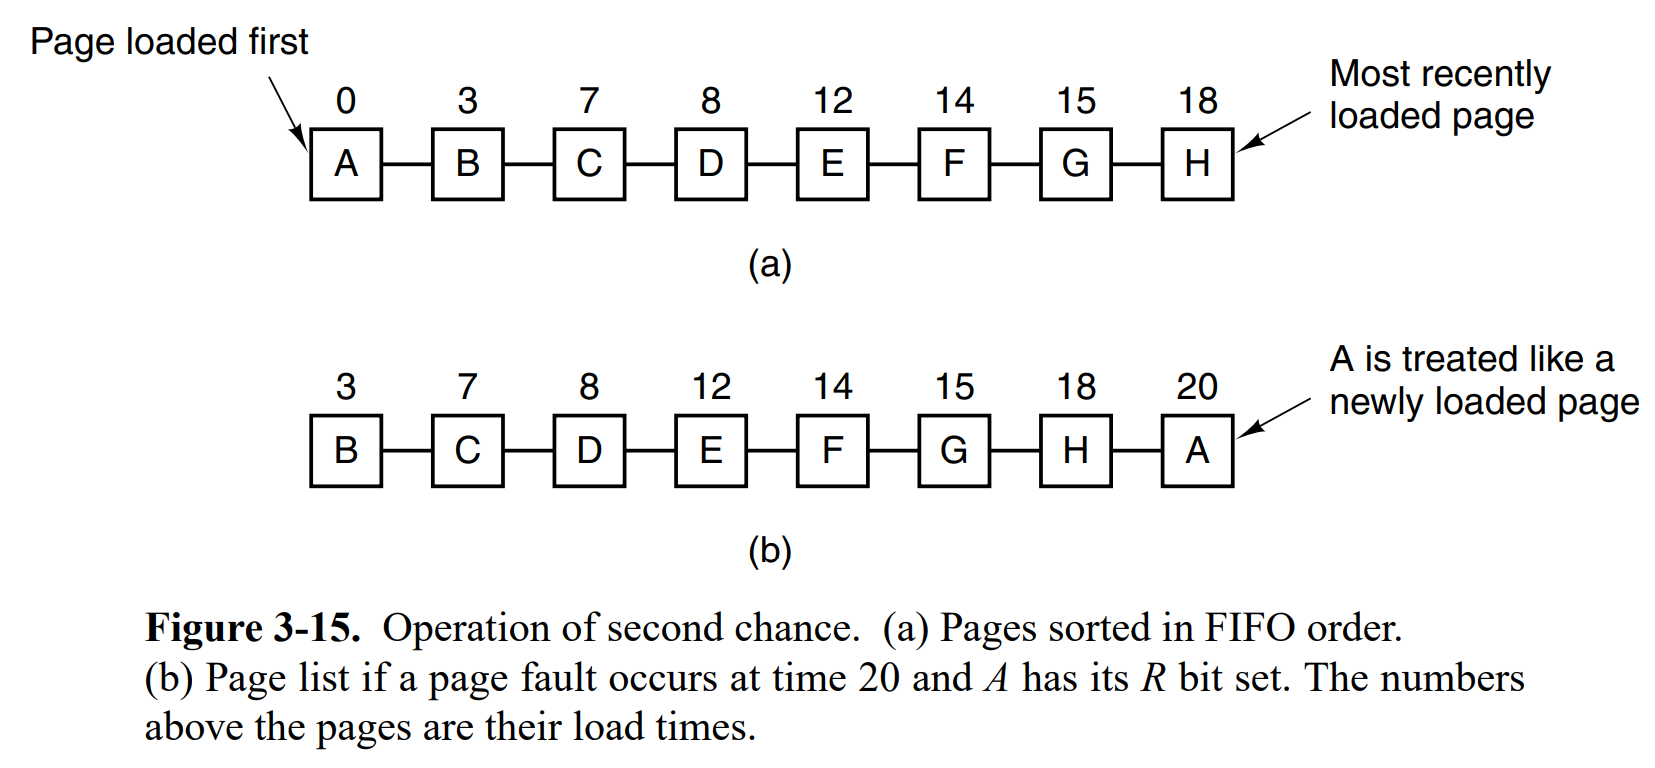 Page loaded first
Most recently
loaded page
0 3 7 8 12 14 15 18
A B C D E F G H
(a)
A is treated like a
newly loaded page
3 7 8 12 14 15 18 20
B C D E F G H A
(b)
Figure 3-15. Operation of second chance. (a) Pages sorted in FIFO order.
(b) Page list if a page fault occurs at time 20 and A has its R bit set. The numbers
above the pages are their load times.